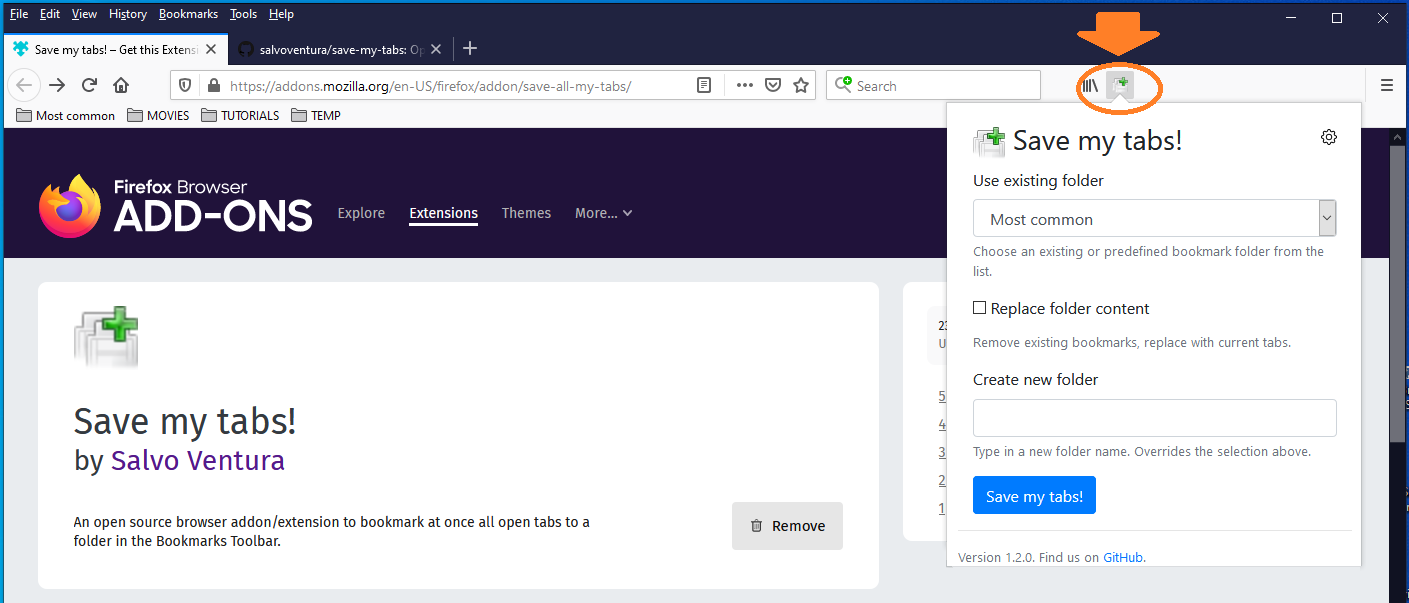 File Edit View History Bookmarks Tools Help
Save my tabs! – Get this Extensi
salvoventura/save-my-tabs: Op
https://addons.mozilla.org/en-US/firefox/addon/save-all-my-tabs/
Search
Most common MOVIES TUTORIALS TEMP
Firefox Browser
ADD-ONS
Explore Extensions Themes More...
Save my tabs!
by Salvo Ventura
An open source browser addon/extension to bookmark at once all open tabs to a
folder in the Bookmarks Toolbar.
Remove
23
U
5
4
3
2
1
Save my tabs!
Use existing folder
Most common
Choose an existing or predefined bookmark folder from the
list.
Replace folder content
Remove existing bookmarks, replace with current tabs.
Create new folder
Type in a new folder name. Overrides the selection above.
Save my tabs!
Version 1.2.0. Find us on GitHub.